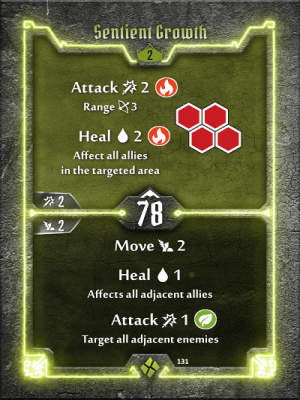 Sentient Growth
2
Attack 2
Range 3
Heal 2
Affect all allies
in the targeted area
2
78
2
Move 2
Heal 1
Affects all adjacent allies
Attack 1
Target all adjacent enemies
131